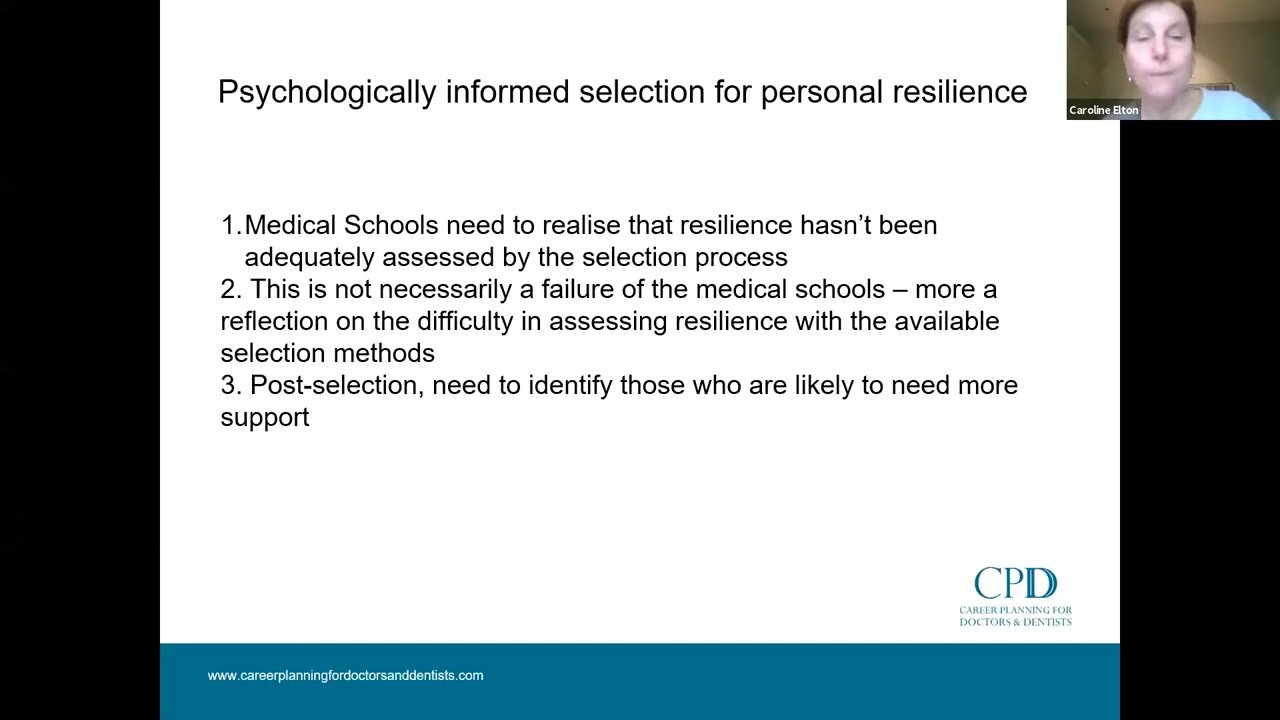 Psychologically informed selection for personal resilience
Caroline Elton
1.Medical Schools need to realise that resilience hasn’t been
adequately assessed by the selection process
2. This is not necessarily a failure of the medical schools – more a
reflection on the difficulty in assessing resilience with the available
selection methods
3. Post-selection, need to identify those who are likely to need more
support
CPD
CAREER PLANNING FOR
DOCTORS & DENTISTS
www.careerplanningfordoctorsanddentists.com